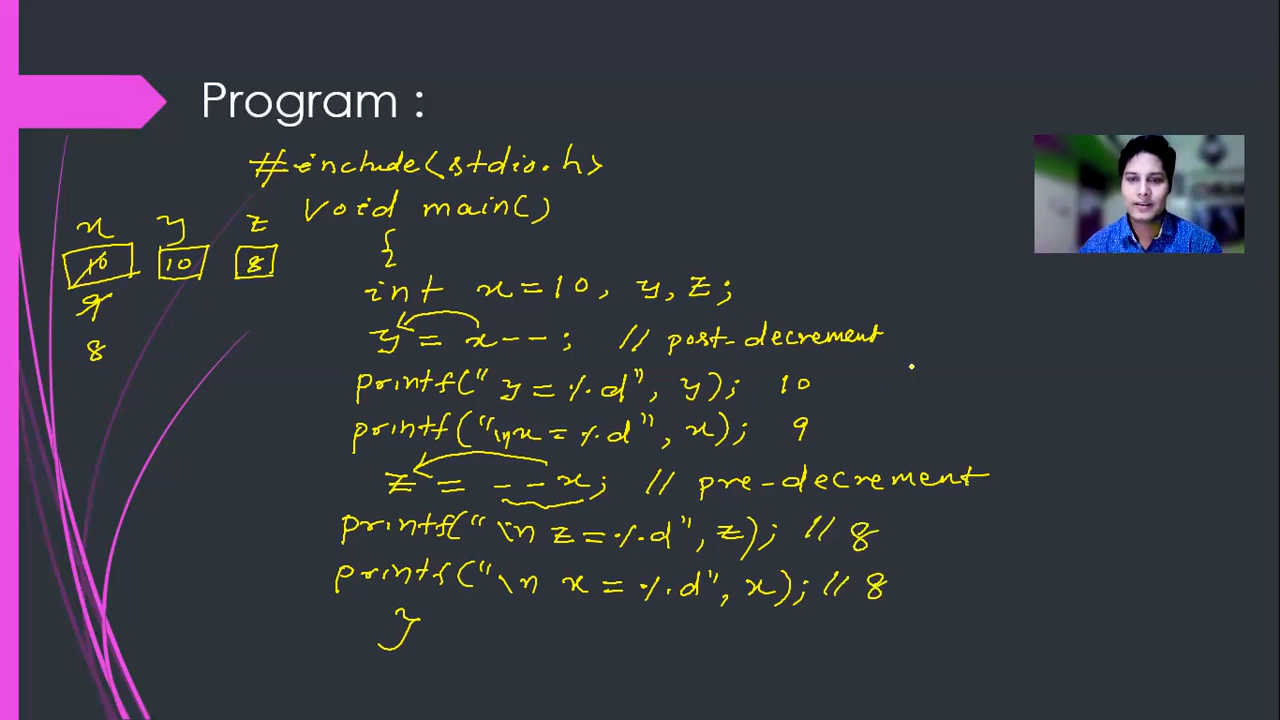 Program :
#include<stdio.h>
void main()
{
int x=10, y,z;
y = x--; // post-decrement
printf("y=%d", y); 10
printf("\nx=%d", x); 9
z = --x; // pre-decrement
printf("\n z=%d", z); // 8
printf("\n x=%d", x); // 8
}
x y z
10 10 8
9
8